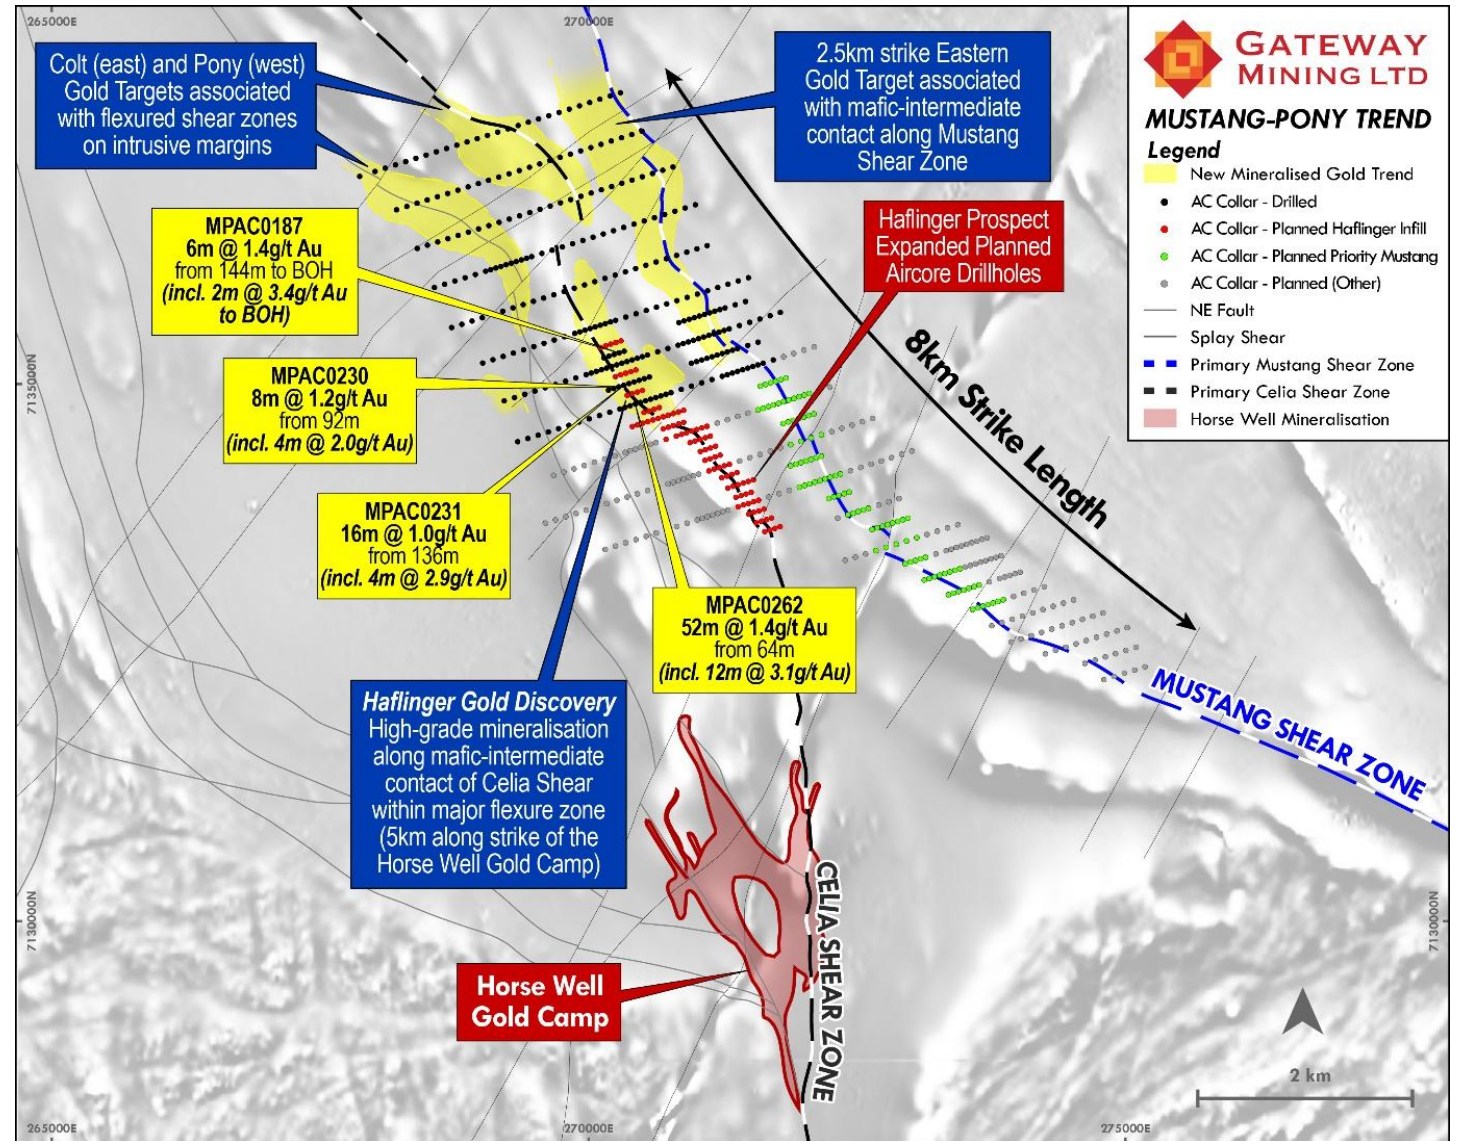 265000E
270000E
Colt (east) and Pony (west)
Gold Targets associated
with flexured shear zones
on intrusive margins
2.5km strike Eastern
Gold Target associated
with mafic-intermediate
contact along Mustang
Shear Zone
GATEWAY
MINING LTD
MUSTANG-PONY TREND
Legend
New Mineralised Gold Trend
AC Collar - Drilled
AC Collar - Planned Haflinger Infill
AC Collar - Planned Priority Mustang
AC Collar - Planned (Other)
NE Fault
Splay Shear
Primary Mustang Shear Zone
Primary Celia Shear Zone
Horse Well Mineralisation
MPAC0187
6m @ 1.4g/t Au
from 144m to BOH
(incl. 2m @ 3.4g/t Au
to BOH)
Haflinger Prospect
Expanded Planned
Aircore Drillholes
8km Strike Length
7135000N
MPAC0230
8m @ 1.2g/t Au
from 92m
(incl. 4m @ 2.0g/t Au)
MPAC0231
16m @ 1.0g/t Au
from 136m
(incl. 4m @ 2.9g/t Au)
MPAC0262
52m @ 1.4g/t Au
from 64m
(incl. 12m @ 3.1g/t Au)
Haflinger Gold Discovery
High-grade mineralisation
along mafic-intermediate
contact of Celia Shear
within major flexure zone
(5km along strike of the
Horse Well Gold Camp)
MUSTANG SHEAR ZONE
CELIA SHEAR ZONE
7130000N
7130000N
Horse Well
Gold Camp
2 km
265000E
270000E
275000E